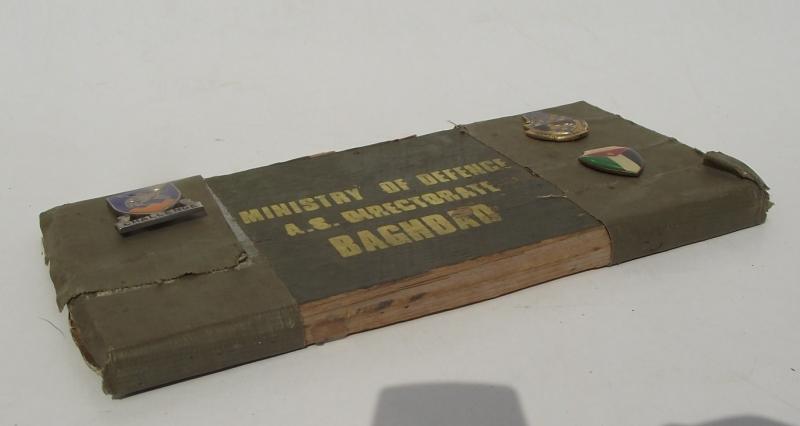 MINISTRY OF DEFENCE
A.E. DIRECTORATE
BAGHDAD